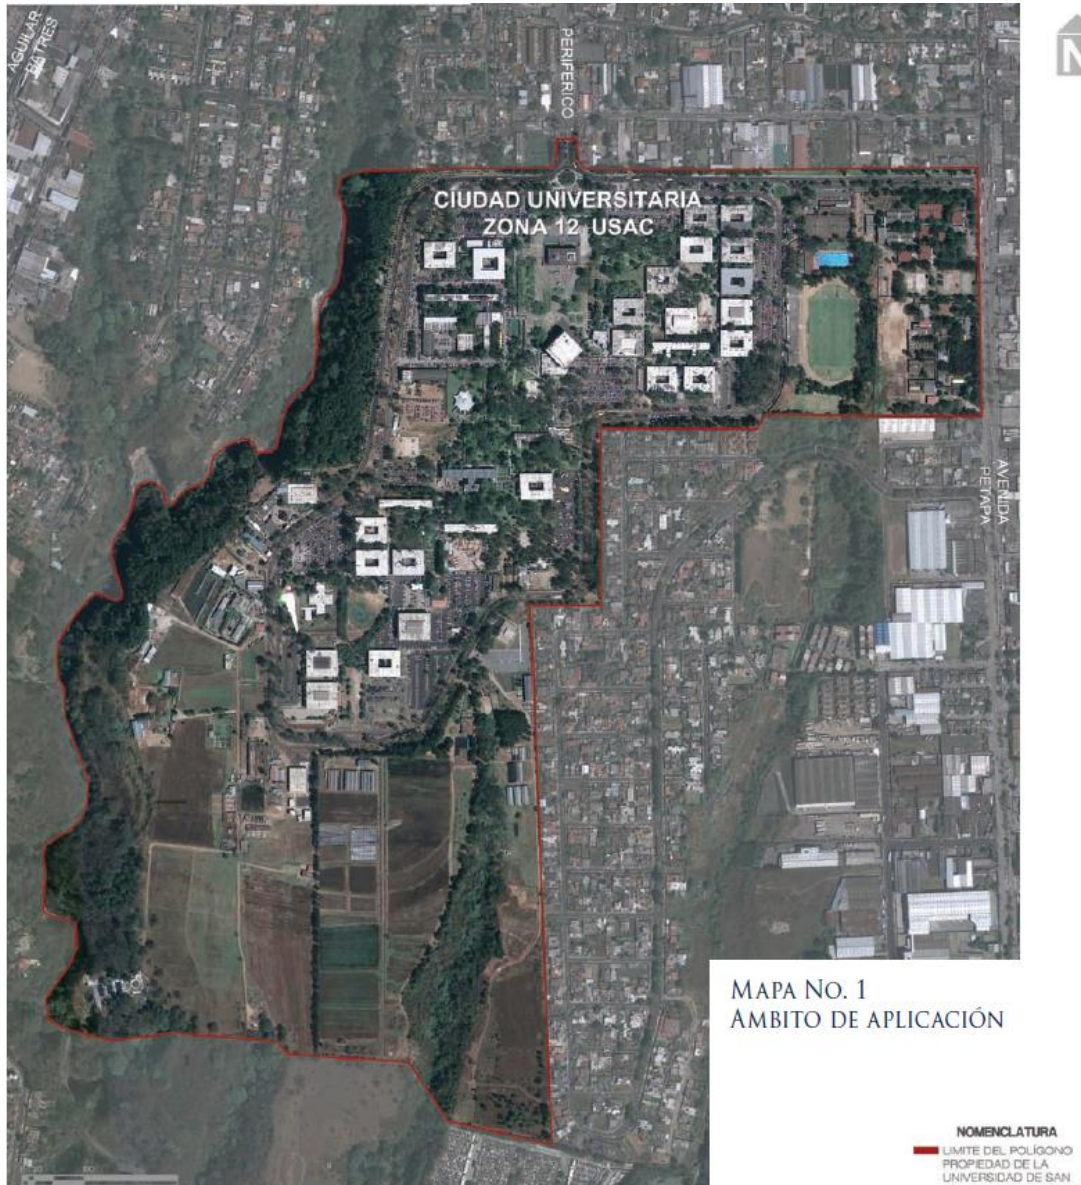 AGUILAR
BATRES
PERIFERICO
N
CIUDAD UNIVERSITARIA
ZONA 12 USAC
AVENIDA
PETAPA
MAPA NO. 1
AMBITO DE APLICACIÓN
NOMENCLATURA
LIMITE DEL POLÍGONO
PROPIEDAD DE LA
UNIVERSIDAD DE SAN